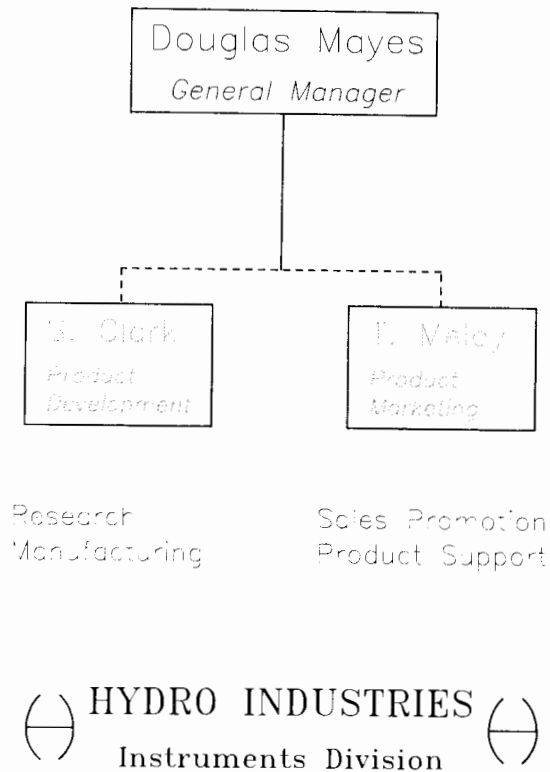 Douglas Mayes
General Manager
S. Clark
Product
Development
T. Meloy
Product
Marketing
Research
Manufacturing
Sales Promotion
Product Support
HYDRO INDUSTRIES
Instruments Division